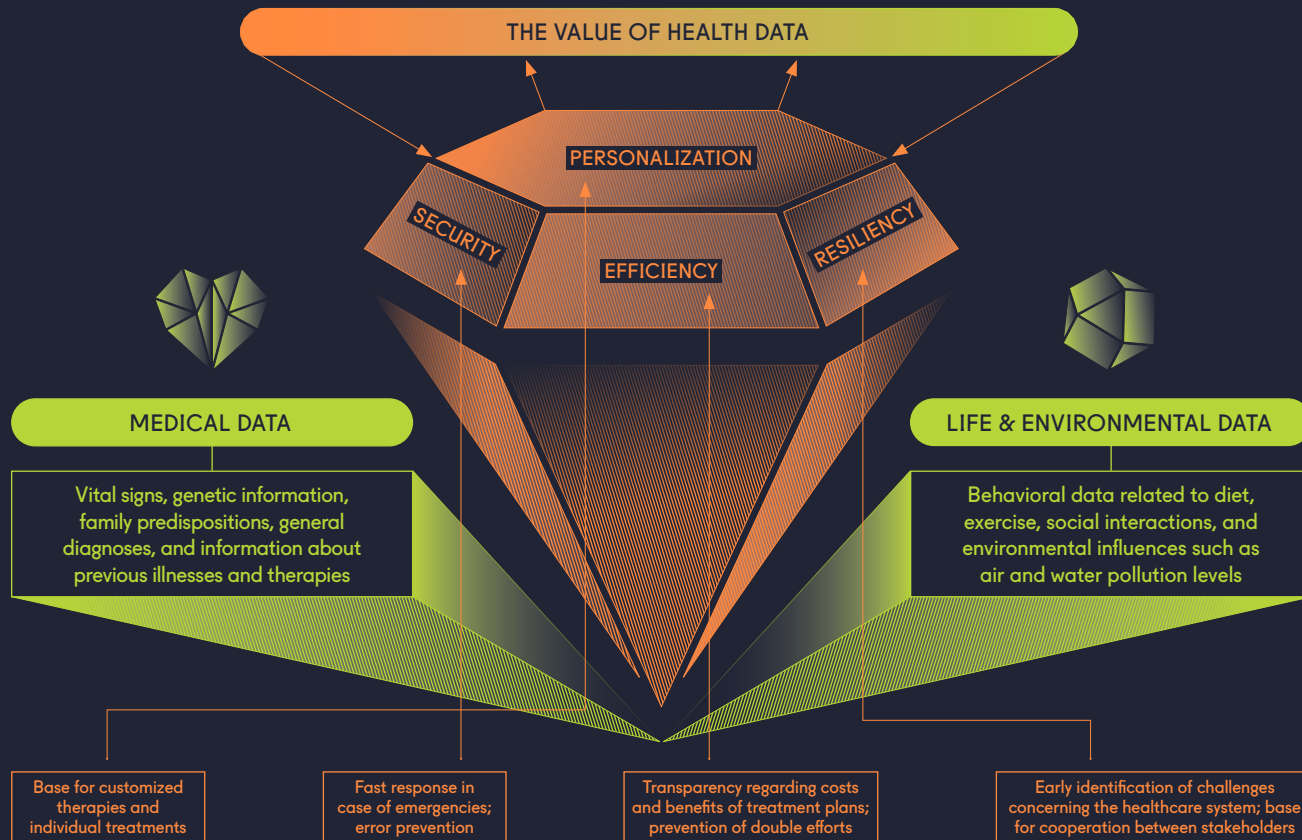 THE VALUE OF HEALTH DATA
PERSONALIZATION
SECURITY
EFFICIENCY
RESILIENCY
MEDICAL DATA
Vital signs, genetic information,
family predispositions, general
diagnoses, and information about
previous illnesses and therapies
LIFE & ENVIRONMENTAL DATA
Behavioral data related to diet,
exercise, social interactions, and
environmental influences such as
air and water pollution levels
Base for customized
therapies and
individual treatments
Fast response in
case of emergencies;
error prevention
Transparency regarding costs
and benefits of treatment plans;
prevention of double efforts
Early identification of challenges
concerning the healthcare system; base
for cooperation between stakeholders